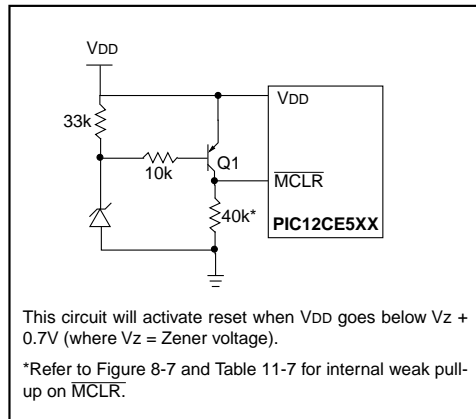 VDD
VDD
33k
Q1
10k
MCLR
40k*
PIC12CE5XX
This circuit will activate reset when VDD goes below Vz +
0.7V (where Vz = Zener voltage).
*Refer to Figure 8-7 and Table 11-7 for internal weak pull-
up on MCLR.